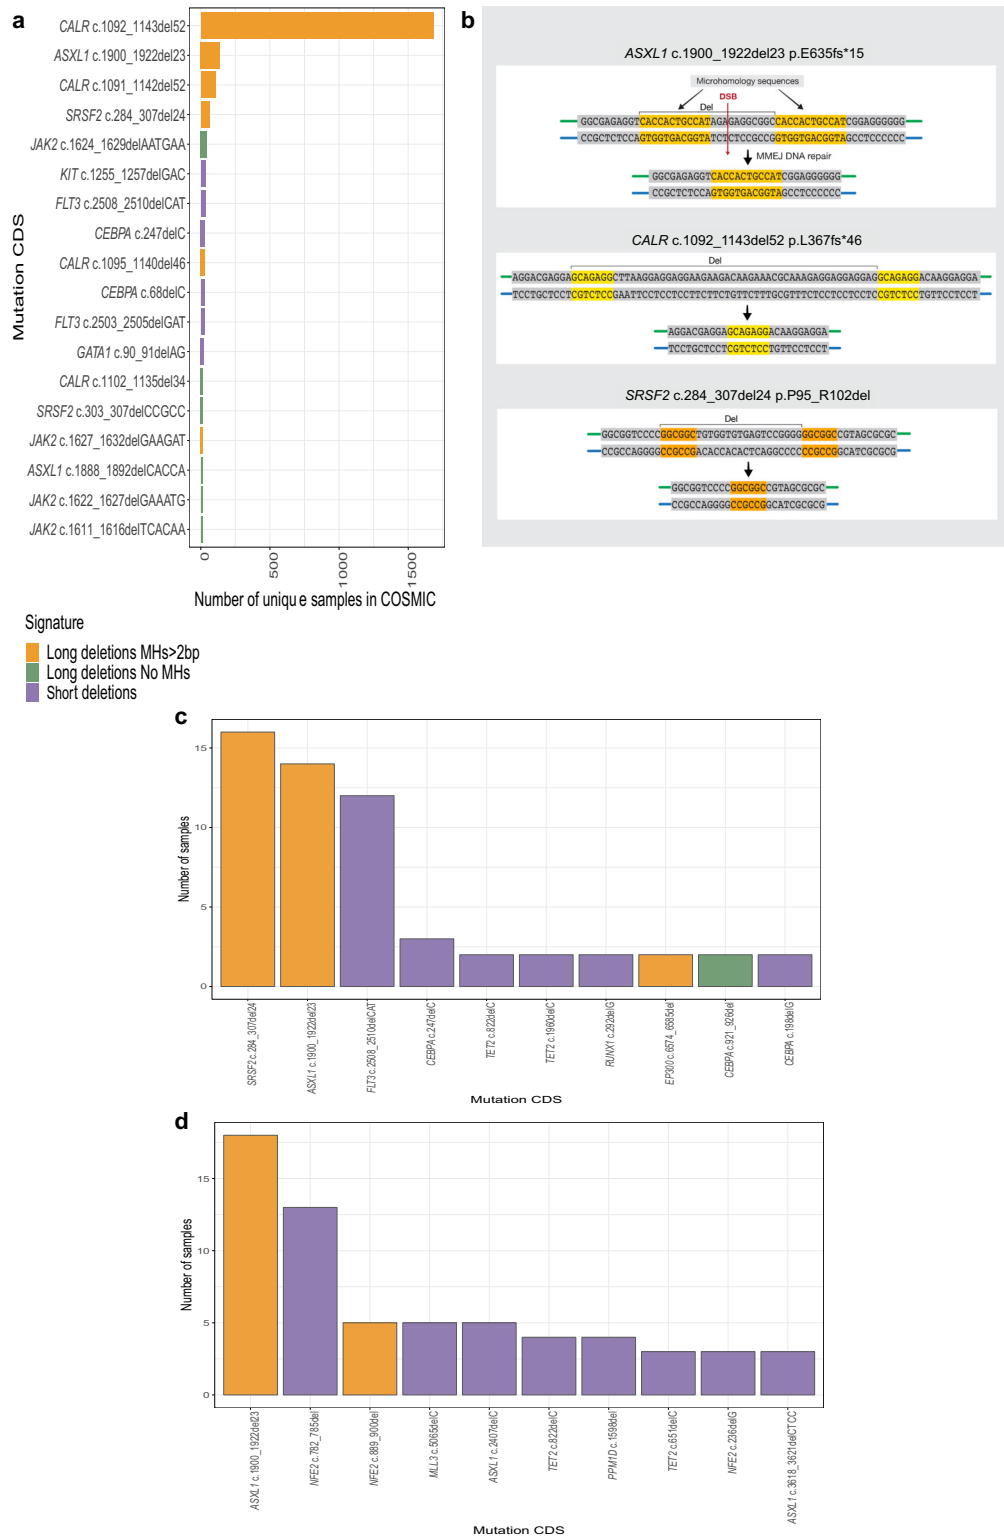 a
CALR c.1092_1143del52
ASXL1 c.1900_1922del23
CALR c.1091_1142del52
SRSF2 c.284_307del24
JAK2 c.1624_1629delAATGAA
KIT c.1255_1257delGAC
FLT3 c.2508_2510delCAT
CEBPA c.247delC
CALR c.1095_1140del46
CEBPA c.68delC
FLT3 c.2503_2505delGAT
GATA1 c.90_91delAG
CALR c.1102_1135del34
SRSF2 c.303_307delCCGCC
JAK2 c.1627_1632delGAAGAT
ASXL1 c.1888_1892delCACCA
JAK2 c.1622_1627delGAAATG
JAK2 c.1611_1616delTCACAA
Mutation CDS
0
500
1000
1500
Number of unique samples in COSMIC
Signature
Long deletions MHs>2bp
Long deletions No MHs
Short deletions
b
ASXL1 c.1900_1922del23 p.E635fs*15
Microhomology sequences
DSB
Del
GGCGAGAGGTCACCACTGCCATAGAGAGGCGGCCACCACTGCCATCGGAGGGGGG
CCGCTCTCCAGTGGTGACGGTATCTCTCCGCCGGTGGTGACGGTAGCCTCCCCCC
MMEJ DNA repair
GGCGAGAGGTCACCACTGCCATCGGAGGGGGG
CCGCTCTCCAGTGGTGACGGTAGCCTCCCCCC
CALR c.1092_1143del52 p.L367fs*46
Del
AGGACGAGGAGCAGAGGCTTAAGGAGGAGGAAGAAGACAAGAAACGCAAAGAGGAGGAGGAGGCAGAGGACAAGGAGGA
TCCTGCTCCTCGTCTCCGAATTCCTCCTCCTTCTTCTGTTCTTTGCGTTTCTCCTCCTCCTCCGTCTCCTGTTCCTCCT
AGGACGAGGAGCAGAGGACAAGGAGGA
TCCTGCTCCTCGTCTCCTGTTCCTCCT
SRSF2 c.284_307del24 p.P95_R102del
Del
GGCGGTCCCCGGCGGCTGTGGTGTGAGTCCGGGGGGCGGCCGTAGCGCGC
CCGCCAGGGGCCGCCGACACCACACTCAGGCCCCCCGCCGGCATCGCGCG
GGCGGTCCCCGGCGGCCGTAGCGCGC
CCGCCAGGGGCCGCCGGCATCGCGCG
c
Number of samples
15
10
5
0
SRSF2 c.284_307del24
ASXL1 c.1900_1922del23
FLT3 c.2508_2510delCAT
CEBPA c.247delC
TET2 c.822delC
TET2 c.1960delC
RUNX1 c.292delG
EP300 c.6574_6585del
CEBPA c.921_926del
CEBPA c.198delG
Mutation CDS
d
Number of samples
15
10
5
0
ASXL1 c.1900_1922del23
NFE2 c.782_785del
NFE2 c.889_900del
MLL3 c.5065delC
ASXL1 c.2407delC
TET2 c.822delC
PPM1D c.1598del
TET2 c.651delC
NFE2 c.236delG
ASXL1 c.3618_3621delCTCC
Mutation CDS